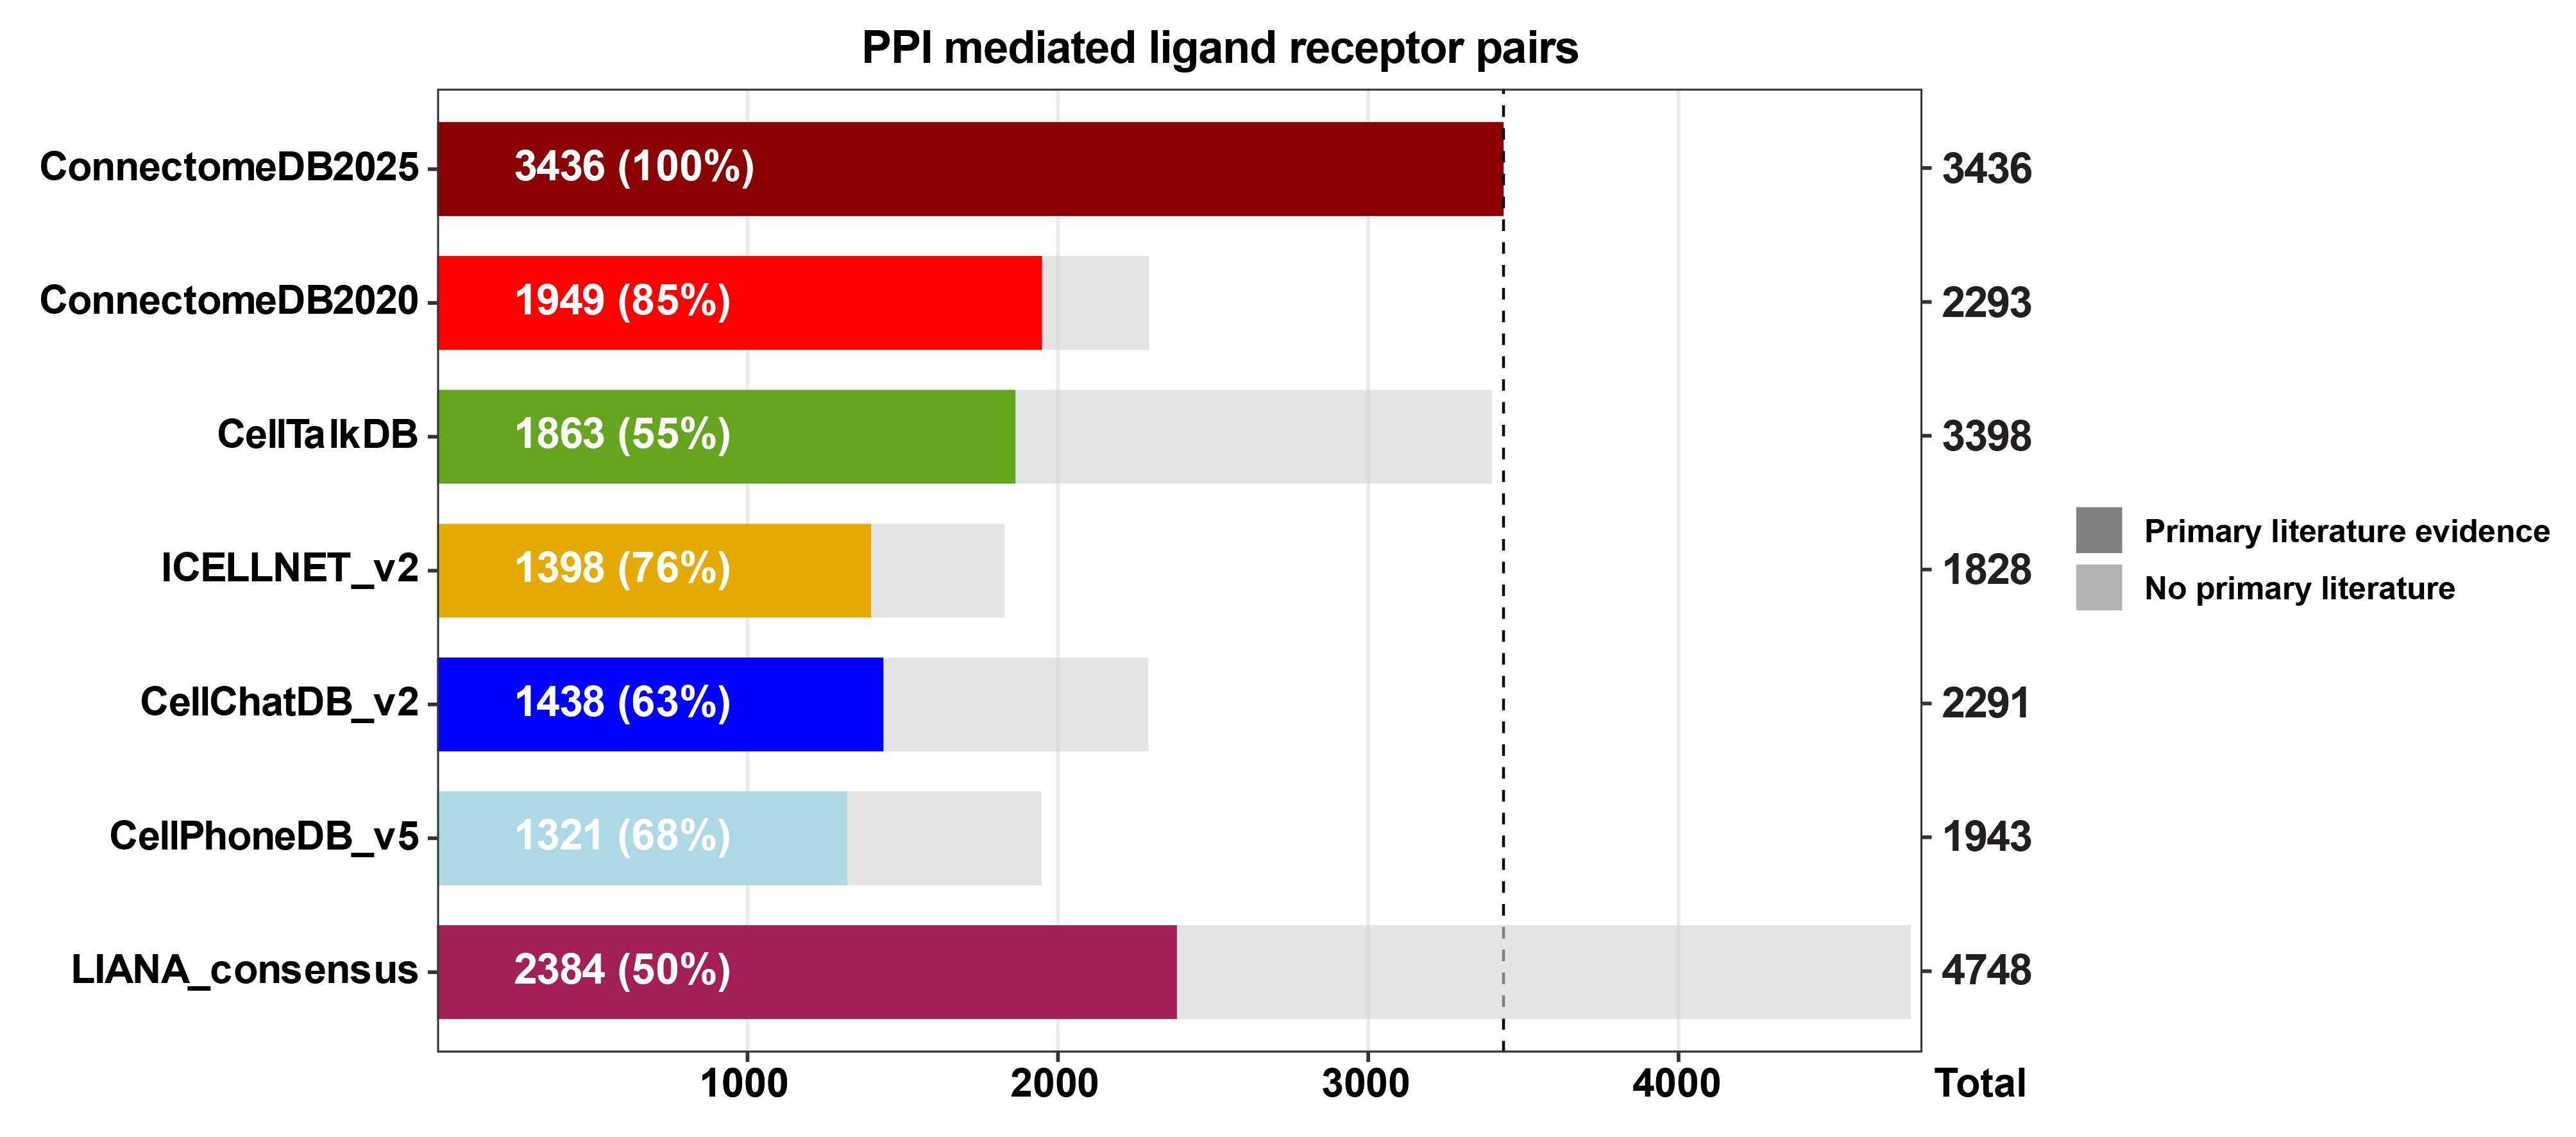 PPI mediated ligand receptor pairs
ConnectomeDB2025 3436 (100%) 3436
ConnectomeDB2020 1949 (85%) 2293
CellTalkDB 1863 (55%) 3398
ICELLNET_v2 1398 (76%) 1828
CellChatDB_v2 1438 (63%) 2291
CellPhoneDB_v5 1321 (68%) 1943
LIANA_consensus 2384 (50%) 4748
1000 2000 3000 4000 Total
Primary literature evidence
No primary literature